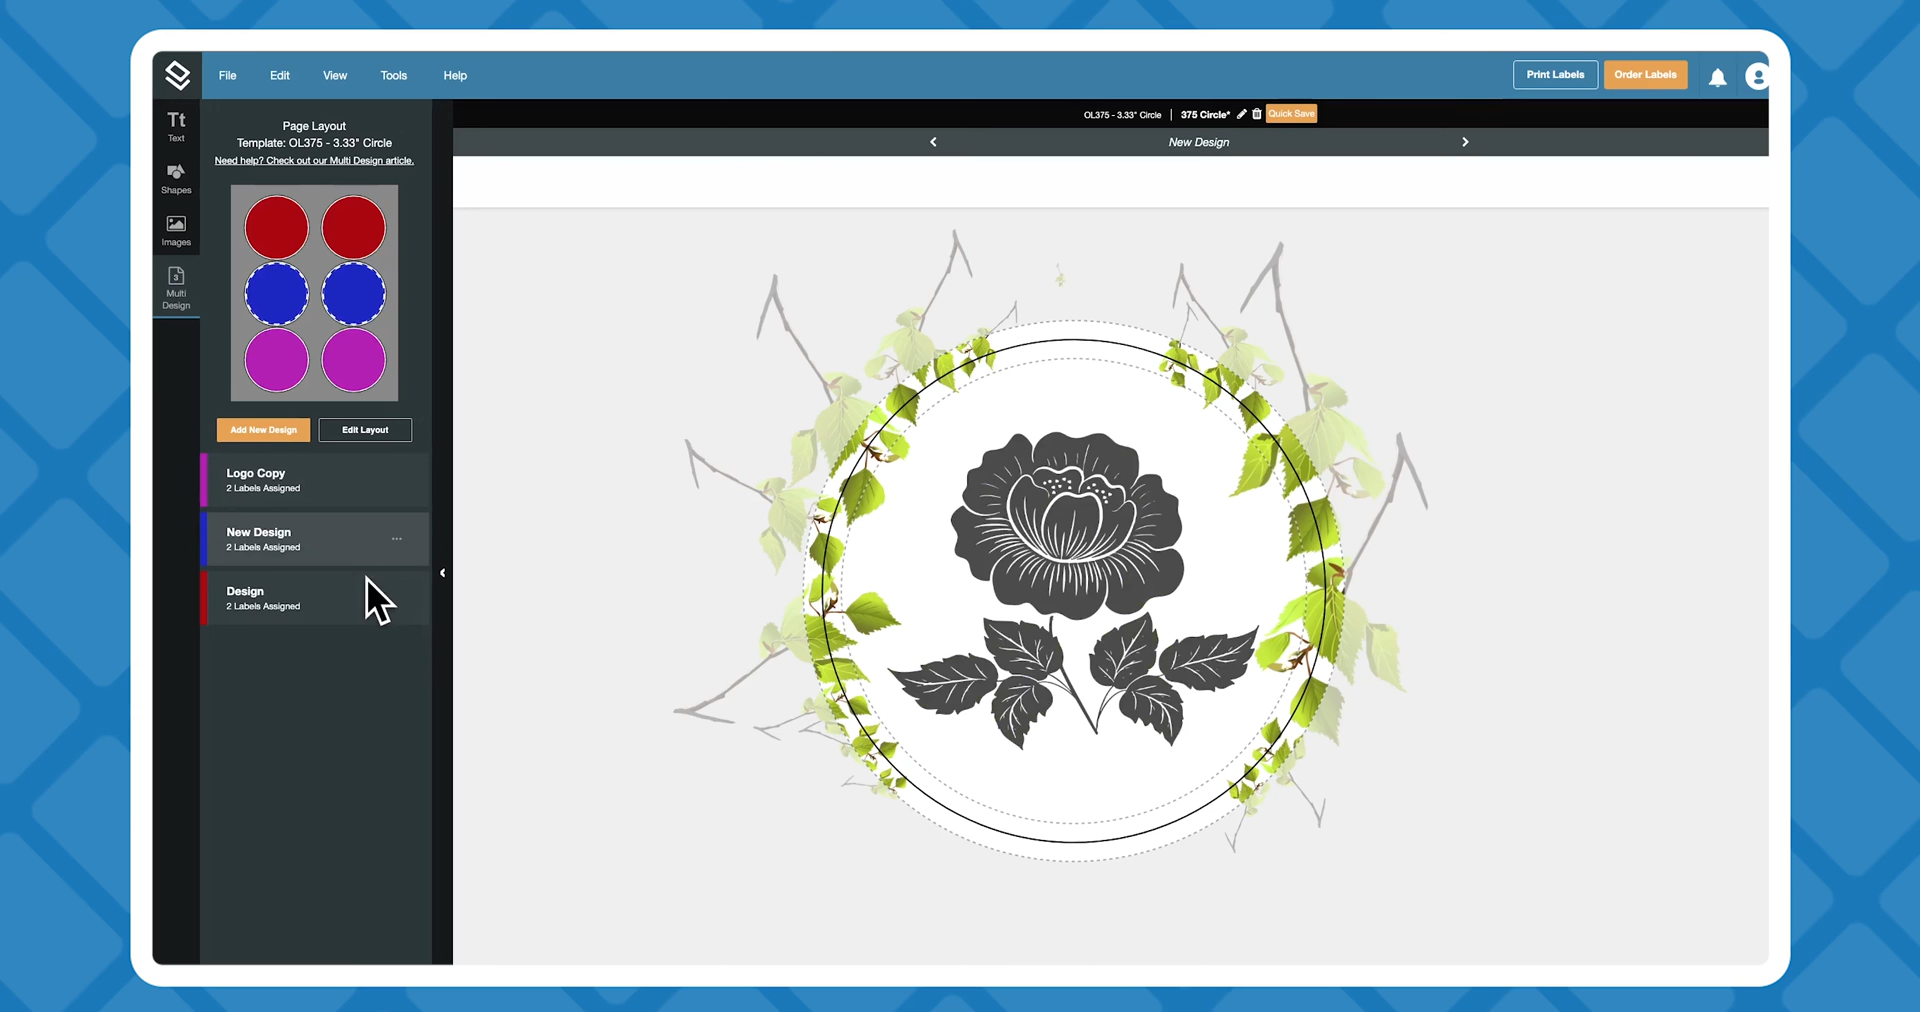 File Edit View Tools Help
Print Labels Order Labels
OL375 - 3.33" Circle | 375 Circle* Quick Save
New Design
Tt
Text
Shapes
Images
3
Multi
Design
Page Layout
Template: OL375 - 3.33" Circle
Need help? Check out our Multi Design article.
Add New Design Edit Layout
Logo Copy
2 Labels Assigned
New Design
2 Labels Assigned
Design
2 Labels Assigned